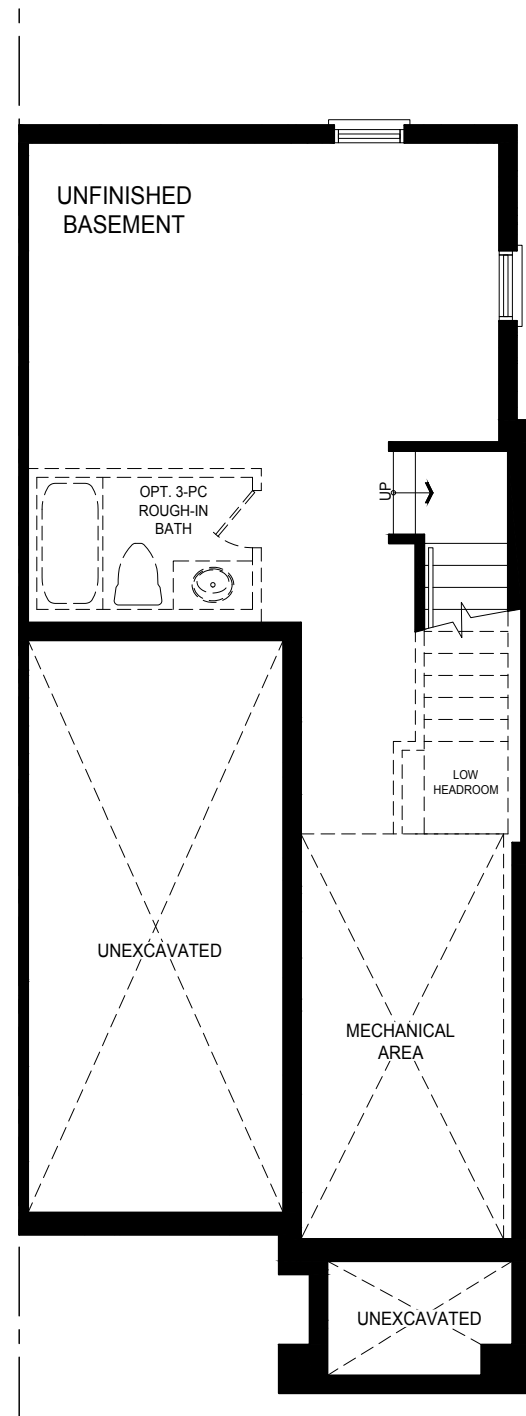 UNFINISHED
BASEMENT
OPT. 3-PC
ROUGH-IN
BATH
UP
LOW
HEADROOM
UNEXCAVATED
MECHANICAL
AREA
UNEXCAVATED